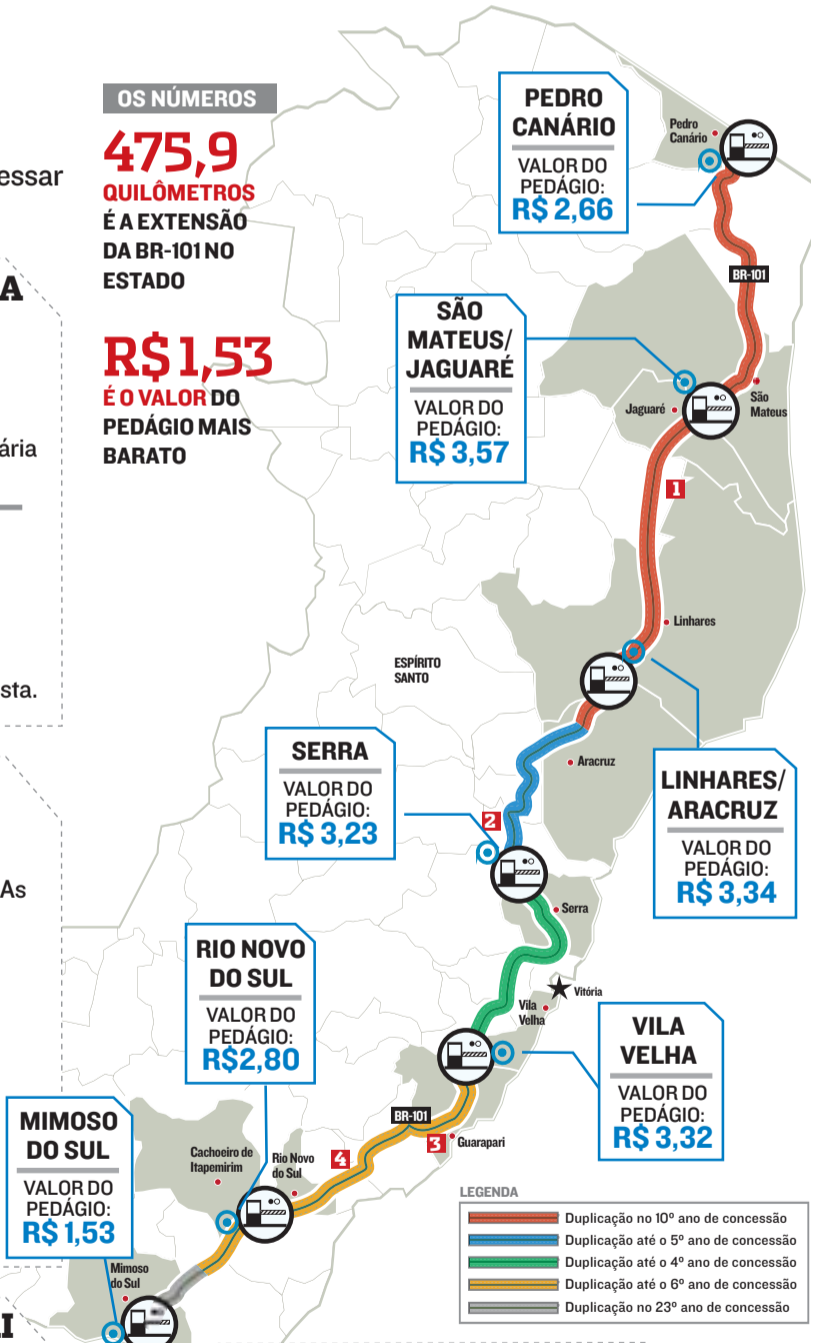 essar
A
ária
sta.
As
I
OS NÚMEROS
475,9
QUILÔMETROS
É A EXTENSÃO
DA BR-101 NO
ESTADO
R$ 1,53
É O VALOR DO
PEDÁGIO MAIS
BARATO
PEDRO
CANÁRIO
VALOR DO
PEDÁGIO:
R$ 2,66
Pedro
Canário
BR-101
SÃO
MATEUS/
JAGUARÉ
VALOR DO
PEDÁGIO:
R$ 3,57
Jaguaré
São
Mateus
1
Linhares
ESPÍRITO
SANTO
SERRA
VALOR DO
PEDÁGIO:
R$ 3,23
Aracruz
2
LINHARES/
ARACRUZ
VALOR DO
PEDÁGIO:
R$ 3,34
Serra
RIO NOVO
DO SUL
VALOR DO
PEDÁGIO:
R$2,80
Vitória
Vila
Velha
VILA
VELHA
VALOR DO
PEDÁGIO:
R$ 3,32
MIMOSO
DO SUL
VALOR DO
PEDÁGIO:
R$ 1,53
BR-101
3
Guarapari
4
Cachoeiro de
Itapemirim
Rio Novo
do Sul
Mimoso
do Sul
LEGENDA
Duplicação no 10º ano de concessão
Duplicação até o 5º ano de concessão
Duplicação até o 4º ano de concessão
Duplicação até o 6º ano de concessão
Duplicação no 23º ano de concessão